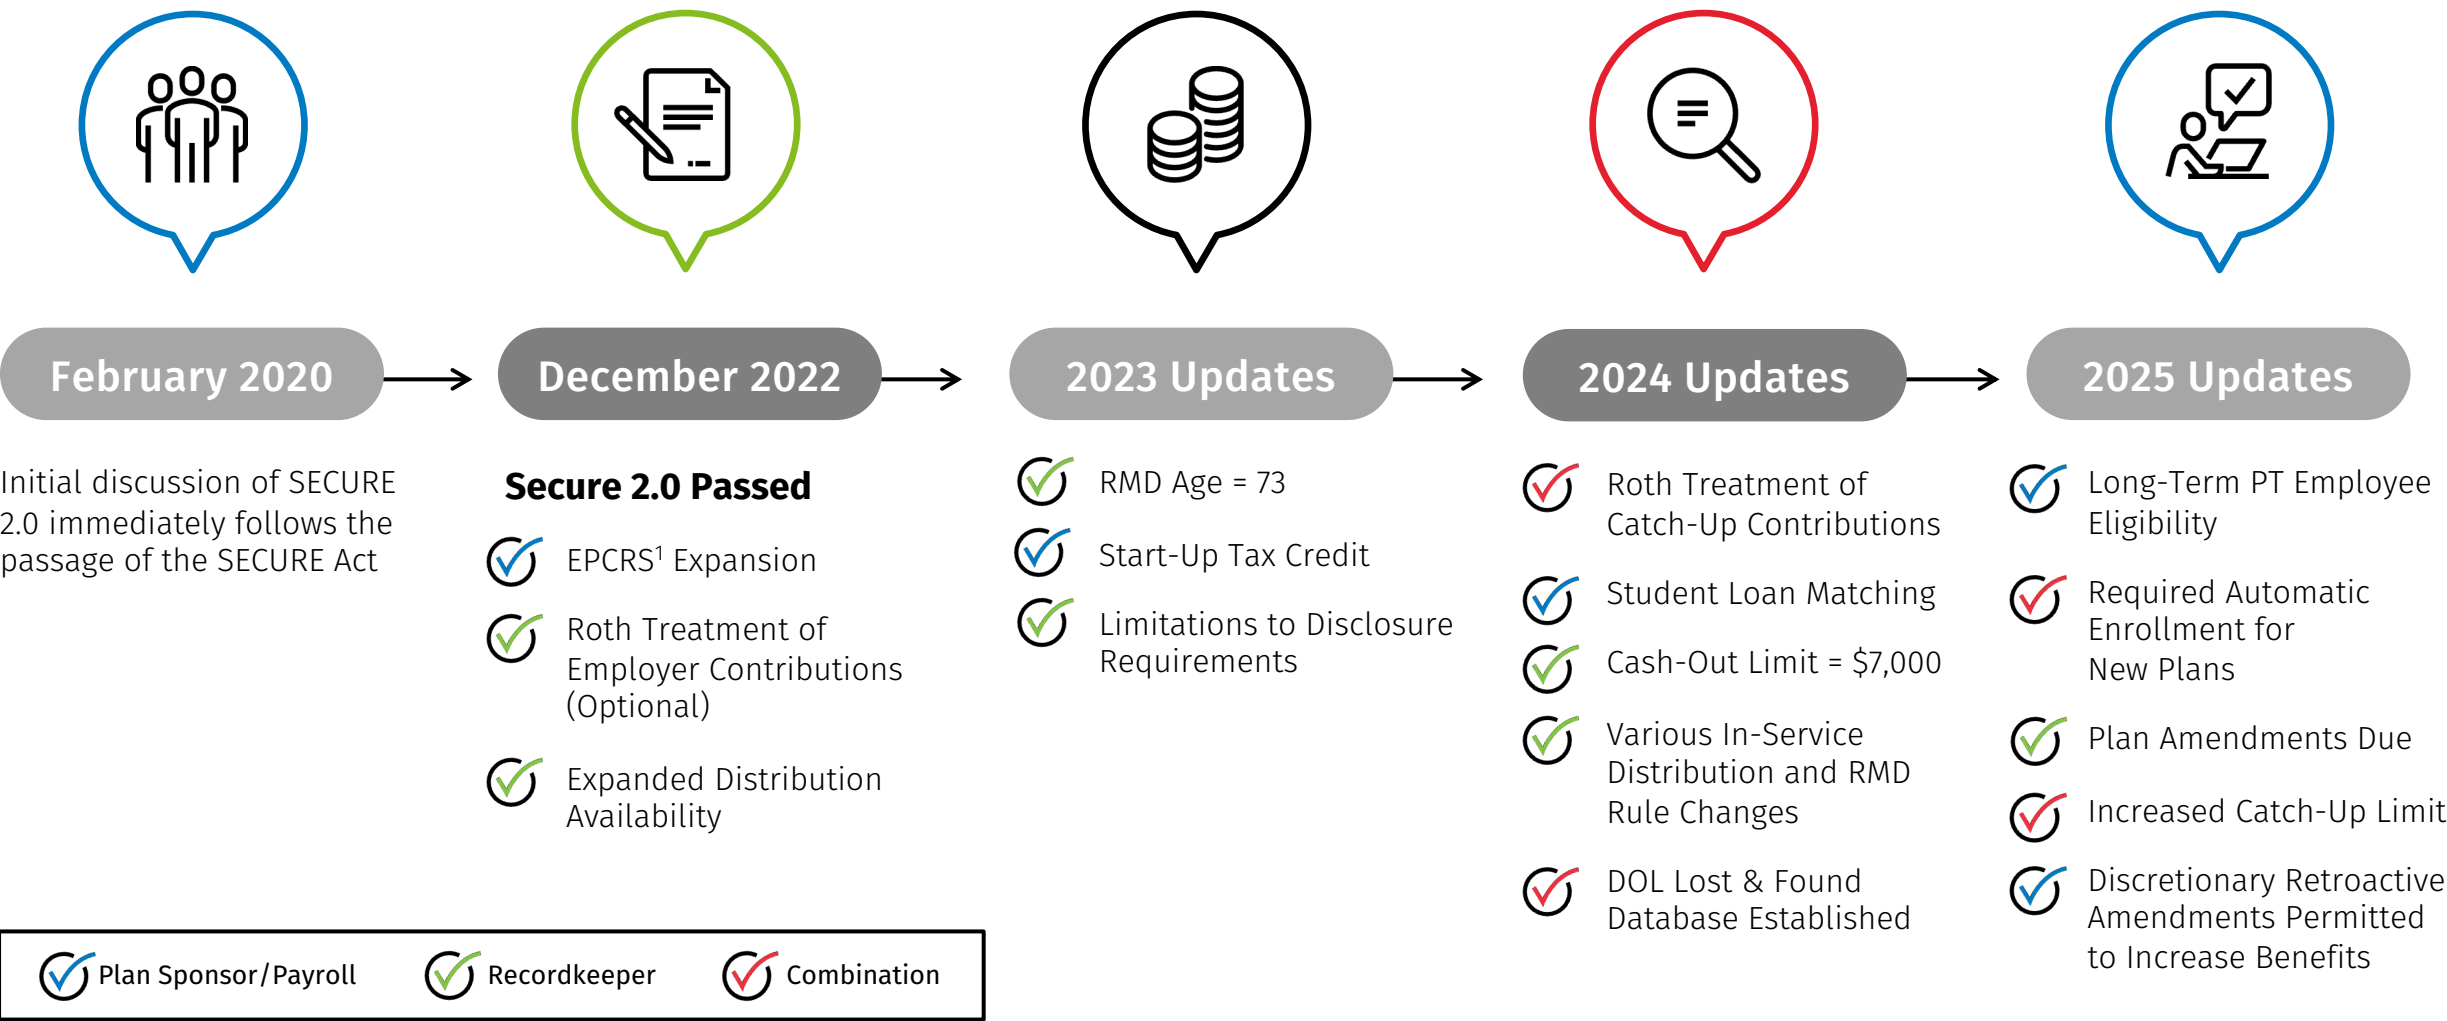 February 2020
Initial discussion of SECURE
2.0 immediately follows the
passage of the SECURE Act
December 2022
Secure 2.0 Passed
EPCRS¹ Expansion
Roth Treatment of
Employer Contributions
(Optional)
Expanded Distribution
Availability
2023 Updates
RMD Age = 73
Start-Up Tax Credit
Limitations to Disclosure
Requirements
2024 Updates
Roth Treatment of
Catch-Up Contributions
Student Loan Matching
Cash-Out Limit = $7,000
Various In-Service
Distribution and RMD
Rule Changes
DOL Lost & Found
Database Established
2025 Updates
Long-Term PT Employee
Eligibility
Required Automatic
Enrollment for
New Plans
Plan Amendments Due
Increased Catch-Up Limit
Discretionary Retroactive
Amendments Permitted
to Increase Benefits
Plan Sponsor/Payroll
Recordkeeper
Combination